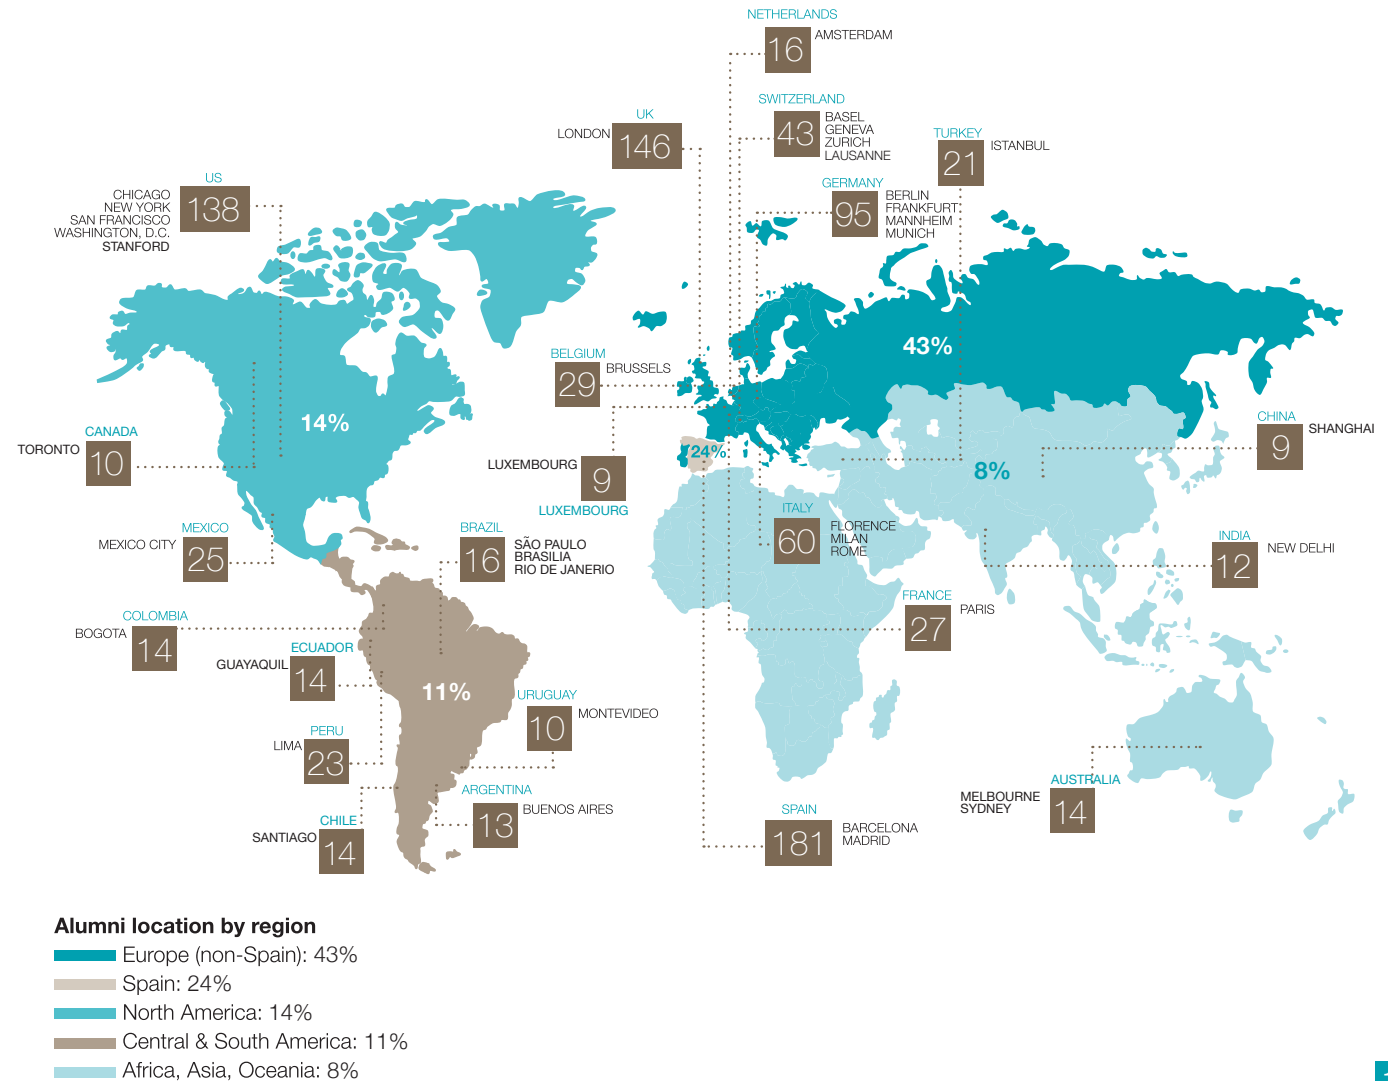 NETHERLANDS
16
AMSTERDAM
SWITZERLAND
43
BASEL
GENEVA
ZURICH
LAUSANNE
UK
LONDON
146
TURKEY
21
ISTANBUL
GERMANY
95
BERLIN
FRANKFURT
MANNHEIM
MUNICH
US
CHICAGO
NEW YORK
SAN FRANCISCO
WASHINGTON, D.C.
STANFORD
138
43%
BELGIUM
29
BRUSSELS
14%
CANADA
TORONTO
10
24%
LUXEMBOURG
9
LUXEMBOURG
8%
CHINA
9
SHANGHAI
MEXICO
MEXICO CITY
25
BRAZIL
16
SÃO PAULO
BRASILIA
RIO DE JANERIO
ITALY
60
FLORENCE
MILAN
ROME
INDIA
12
NEW DELHI
COLOMBIA
BOGOTA
14
FRANCE
27
PARIS
ECUADOR
GUAYAQUIL
14
11%
URUGUAY
10
MONTEVIDEO
PERU
LIMA
23
ARGENTINA
13
BUENOS AIRES
CHILE
SANTIAGO
14
SPAIN
181
BARCELONA
MADRID
AUSTRALIA
MELBOURNE
SYDNEY
14
Alumni location by region
Europe (non-Spain): 43%
Spain: 24%
North America: 14%
Central & South America: 11%
Africa, Asia, Oceania: 8%